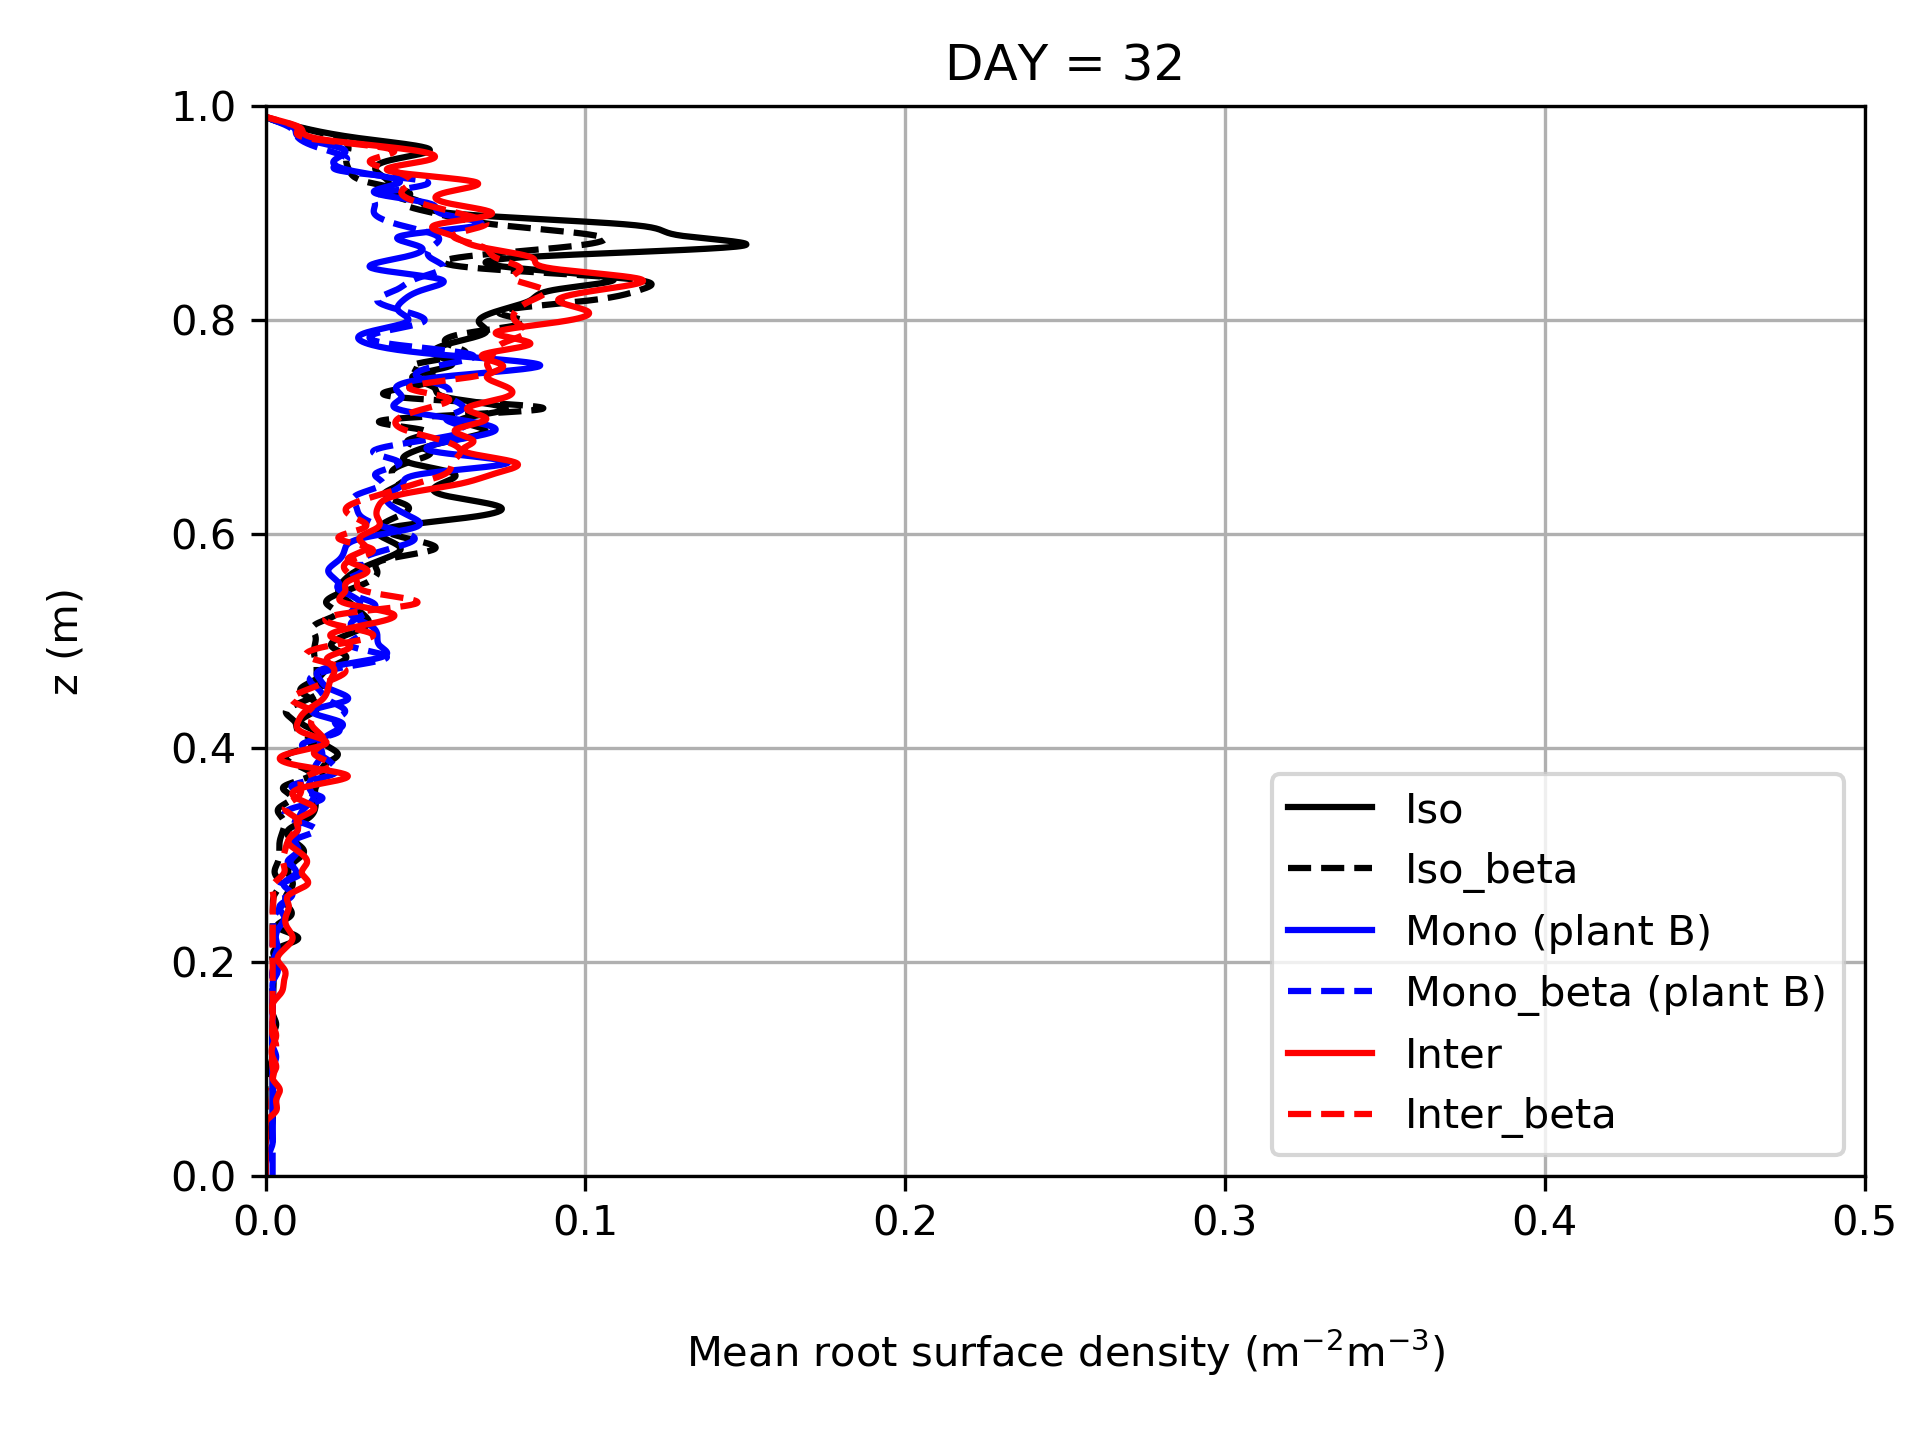 DAY = 32
1.0
0.8
0.6
0.4
0.2
0.0
z (m)
0.0 0.1 0.2 0.3 0.4 0.5
Mean root surface density (m⁻²m⁻³)
Iso
Iso_beta
Mono (plant B)
Mono_beta (plant B)
Inter
Inter_beta